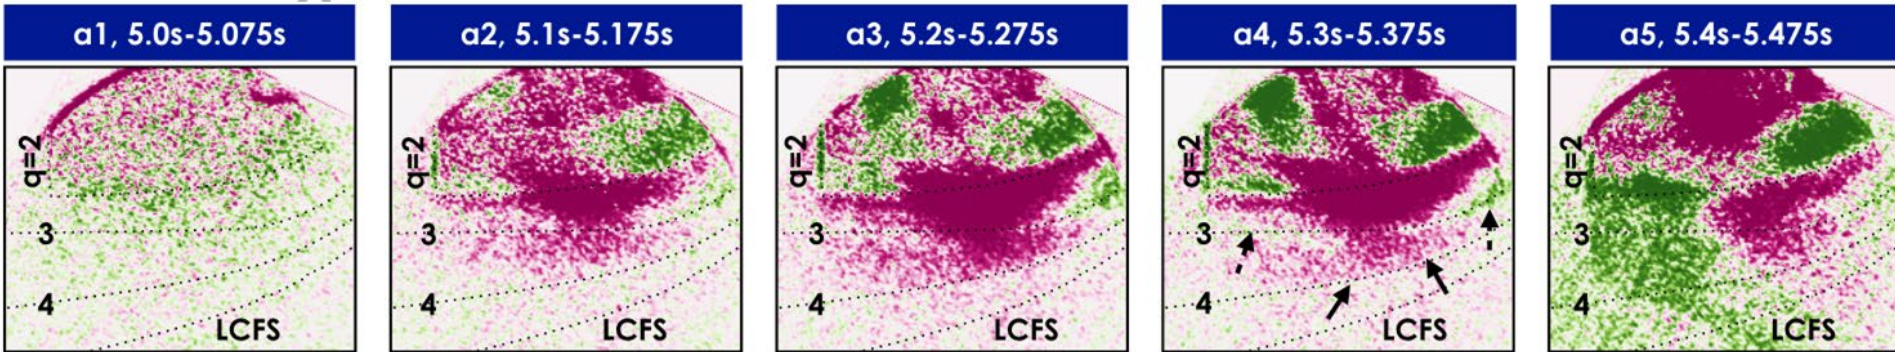 a1, 5.0s-5.075s
a2, 5.1s-5.175s
a3, 5.2s-5.275s
a4, 5.3s-5.375s
a5, 5.4s-5.475s
q=2
3
4
LCFS
q=2
3
4
LCFS
q=2
3
4
LCFS
q=2
3
4
LCFS
q=2
3
4
LCFS